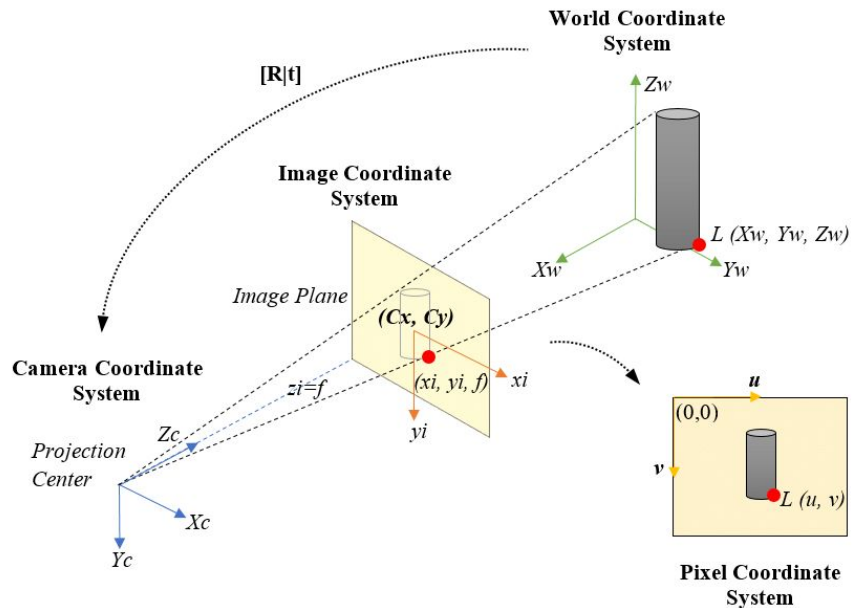 World Coordinate
System
[R|t]
Zw
Image Coordinate
System
L (Xw, Yw, Zw)
Xw
Yw
Image Plane
(Cx, Cy)
Camera Coordinate
System
zi=f
(xi, yi, f)
xi
yi
u
(0,0)
Zc
Projection
Center
v
L (u, v)
Xc
Yc
Pixel Coordinate
System